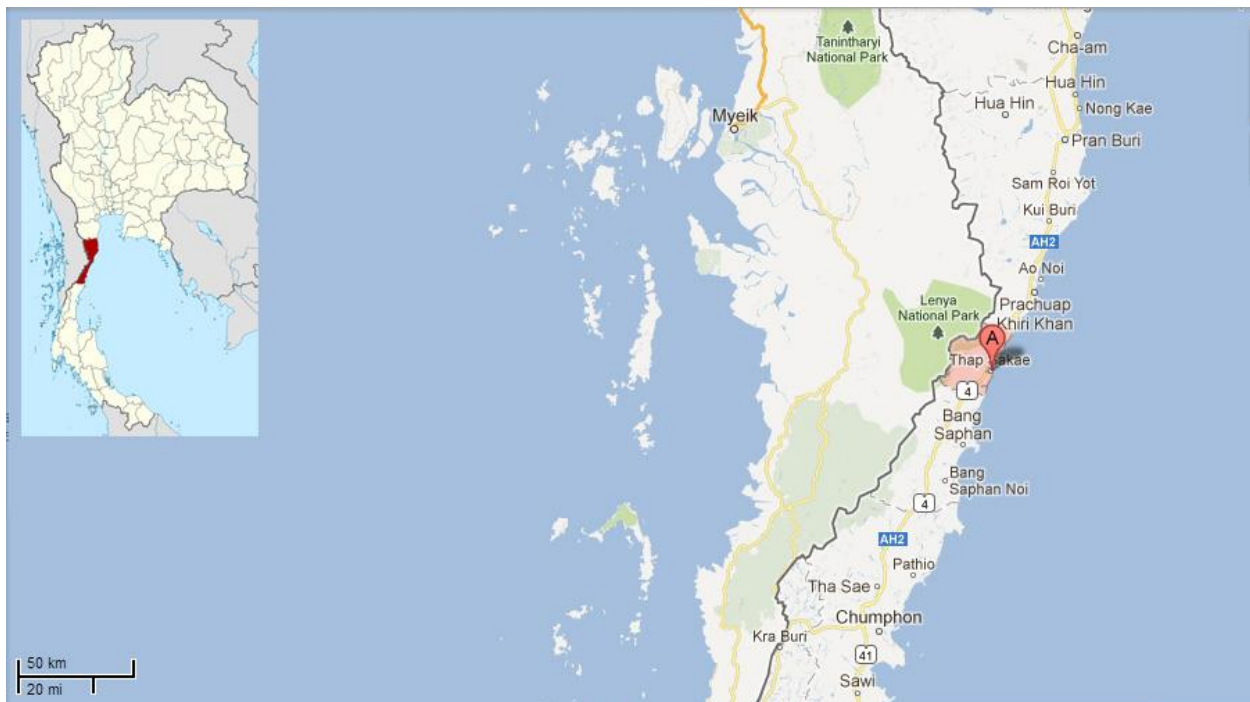 Tanintharyi
National Park
Cha-am
Hua Hin
Hua Hin
Nong Kae
Myeik
Pran Buri
Sam Roi Yot
Kui Buri
AH2
Ao Noi
Lenya
National Park
Prachuap
Khiri Khan
A
Thap Sakae
4
Bang
Saphan
Bang
Saphan Noi
4
AH2
Pathio
Tha Sae
Chumphon
Kra Buri
41
Sawi
50 km
20 mi